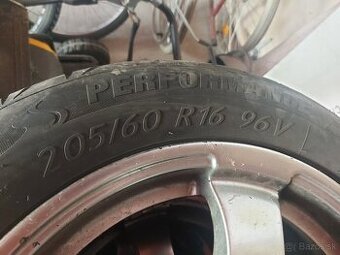 PERFORMANCE
205/60 R16 96V
© Bazos.sk